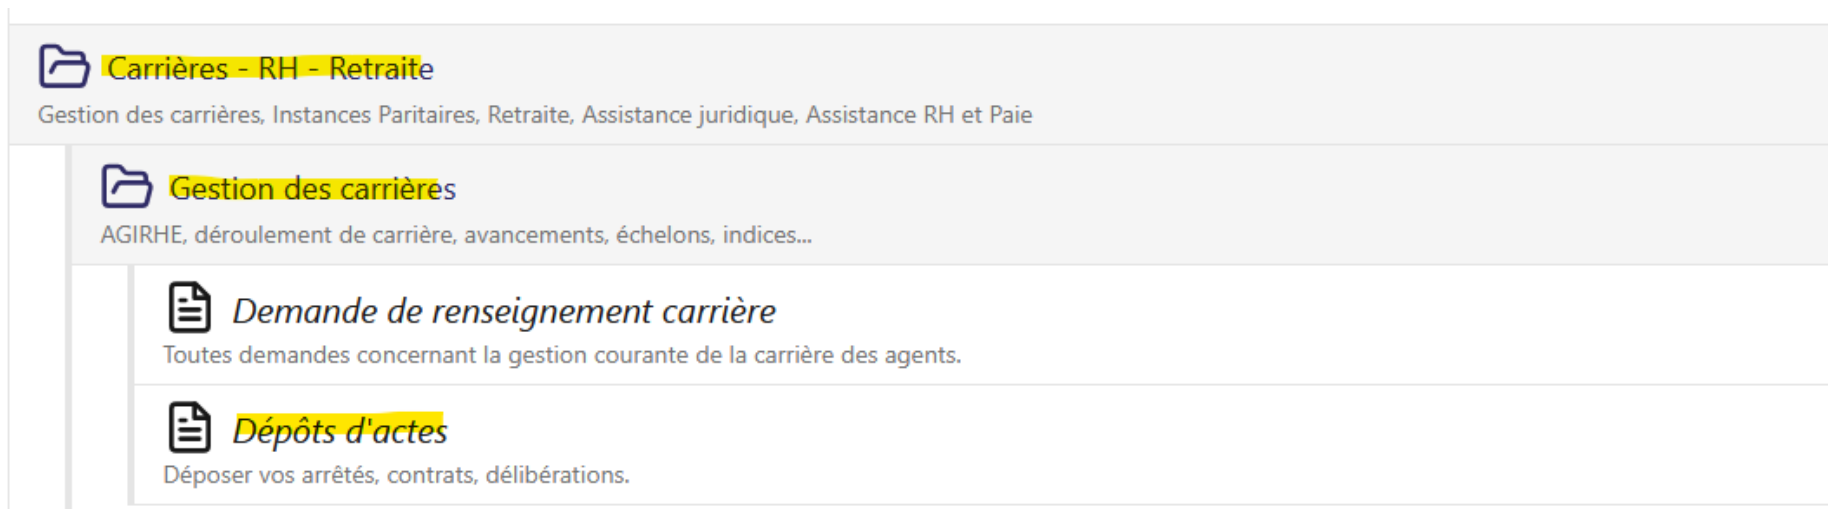 Carrières - RH - Retraite
Gestion des carrières, Instances Paritaires, Retraite, Assistance juridique, Assistance RH et Paie
Gestion des carrières
AGIRHE, déroulement de carrière, avancements, échelons, indices...
Demande de renseignement carrière
Toutes demandes concernant la gestion courante de la carrière des agents.
Dépôts d'actes
Déposer vos arrêtés, contrats, délibérations.